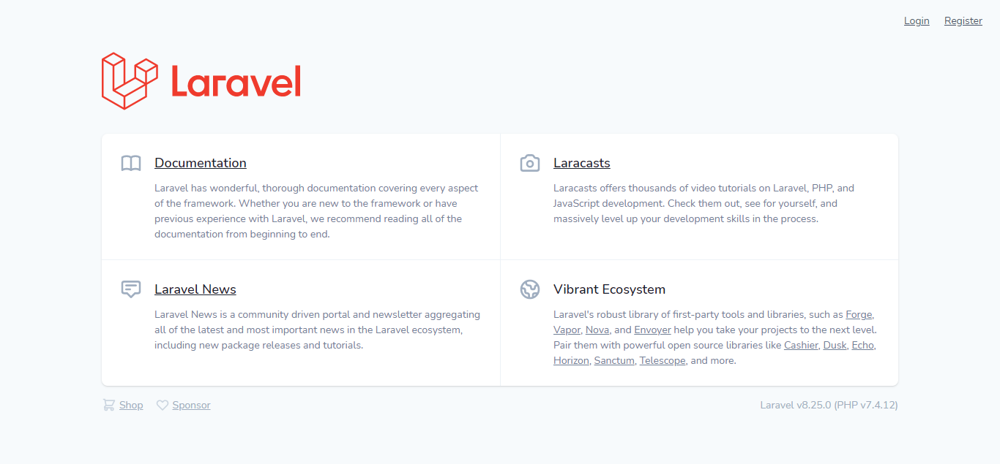 Login Register
Laravel
Documentation
Laravel has wonderful, thorough documentation covering every aspect
of the framework. Whether you are new to the framework or have
previous experience with Laravel, we recommend reading all of the
documentation from beginning to end.
Laracasts
Laracasts offers thousands of video tutorials on Laravel, PHP, and
JavaScript development. Check them out, see for yourself, and
massively level up your development skills in the process.
Laravel News
Laravel News is a community driven portal and newsletter aggregating
all of the latest and most important news in the Laravel ecosystem,
including new package releases and tutorials.
Vibrant Ecosystem
Laravel's robust library of first-party tools and libraries, such as Forge,
Vapor, Nova, and Envoyer help you take your projects to the next level.
Pair them with powerful open source libraries like Cashier, Dusk, Echo,
Horizon, Sanctum, Telescope, and more.
Shop Sponsor
Laravel v8.25.0 (PHP v7.4.12)